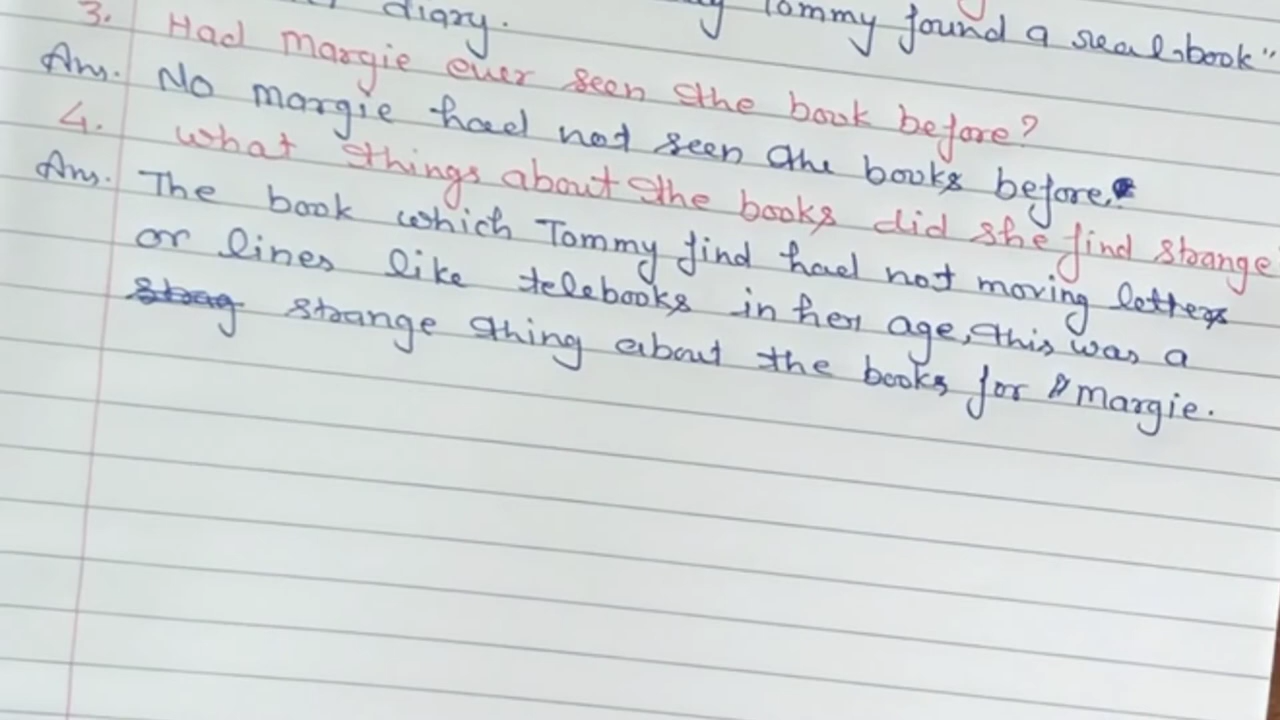 diary. Tommy found a real book"
3. Had Margie ever seen the book before?
Ans. No margie had not seen the books before.
4. What things about the books did she find strange
Ans. The book which Tommy find had not moving letters
or lines like telebooks in her age, this was a
strange thing about the books for margie.